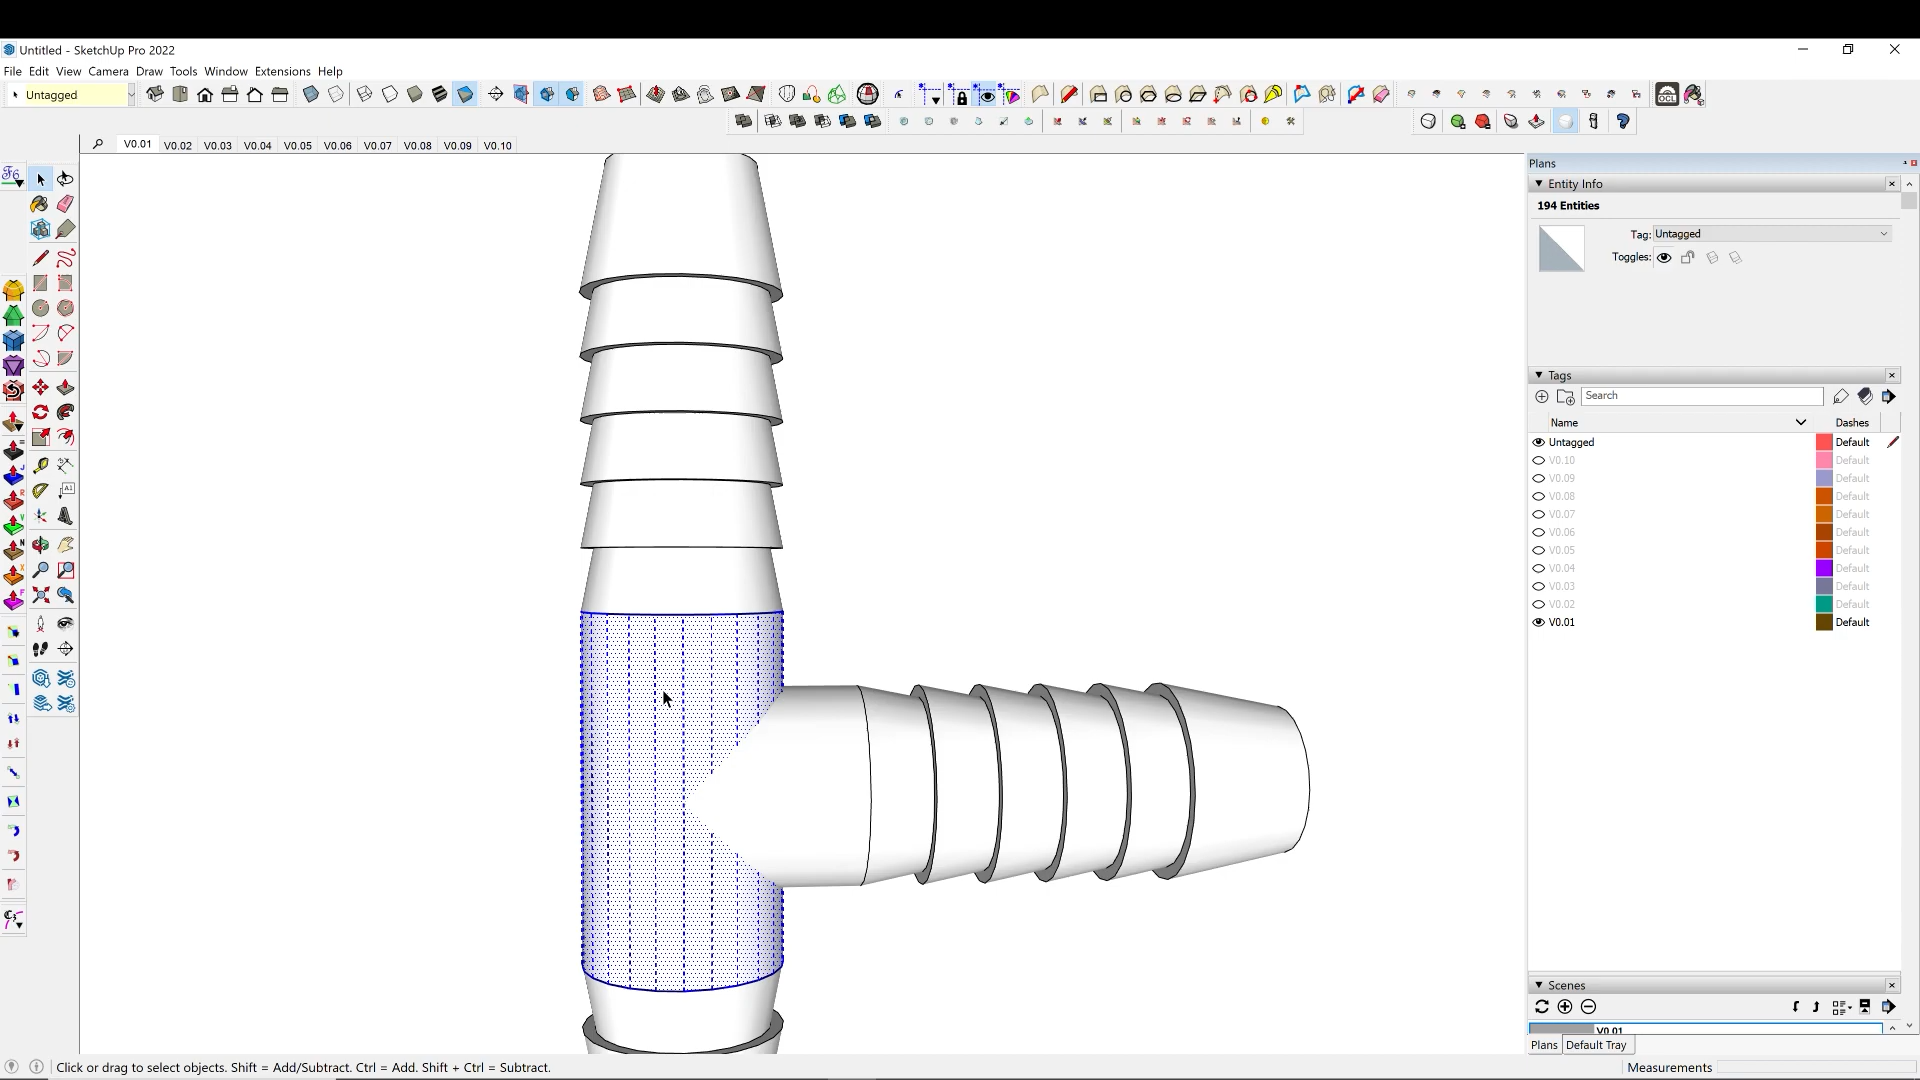 Untitled - SketchUp Pro 2022
File Edit View Camera Draw Tools Window Extensions Help
Untagged
OCL
V0.01 V0.02 V0.03 V0.04 V0.05 V0.06 V0.07 V0.08 V0.09 V0.10
Plans
Entity Info
194 Entities
Tag: Untagged
Toggles:
Tags
Search
Name Dashes
Untagged Default
V0.10 Default
V0.09 Default
V0.08 Default
V0.07 Default
V0.06 Default
V0.05 Default
V0.04 Default
V0.03 Default
V0.02 Default
V0.01 Default
Scenes
V0.01
Plans Default Tray
Click or drag to select objects. Shift = Add/Subtract. Ctrl = Add. Shift + Ctrl = Subtract.
Measurements